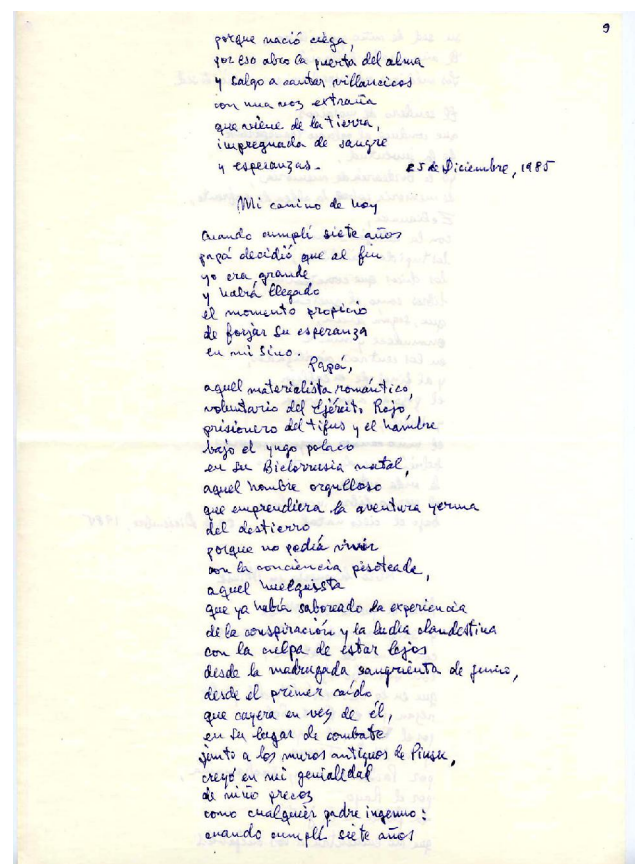 9
porque nació ciega,
por eso abro la puerta del alma
y salgo a cantar villancicos
con una voz extraña
que viene de la tierra,
impregnada de sangre
y esperanzas.
25 de Diciembre, 1985
Mi camino de hoy
Cuando cumplí siete años
papá decidió que al fin
yo era grande
y habrá llegado
el momento propicio
de forjar su esperanza
en mi sino.
Papá,
aquel materialista romántico,
voluntario del Ejército Rojo,
prisionero del tifus y el hambre
bajo el yugo polaco
en su Bielorrusia natal,
aquel hombre orgulloso
que emprendiera la aventura yerma
del destierro
porque no podía vivir
con la conciencia pisoteada,
aquel huelguista
que ya había saboreado la experiencia
de la conspiración y la lucha clandestina
con la culpa de estar lejos
desde la madrugada sangrienta de junio,
desde el primer caído
que cayera en vez de él,
en su lugar de combate
junto a los muros antiguos de Pinsk,
creyó en mi genialidad
de niño precoz
como cualquier padre ingenuo:
cuando cumplí siete años